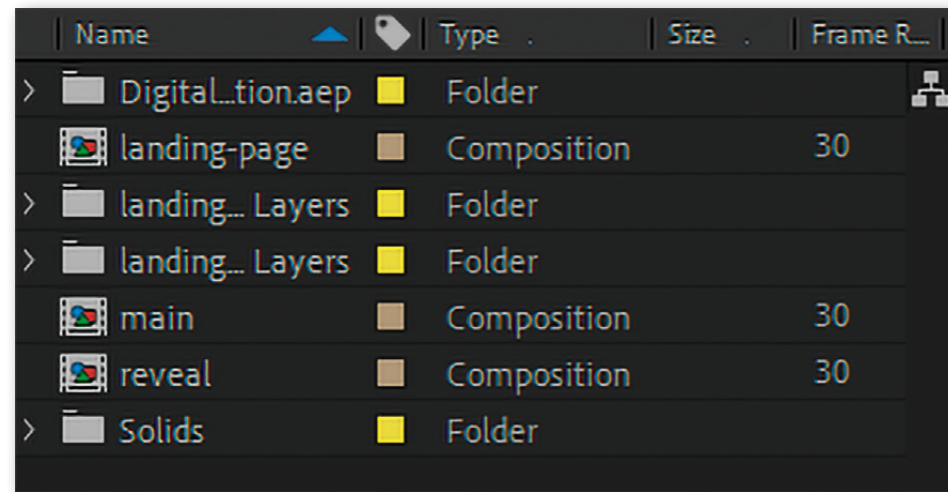 Name Type . Size . Frame R...
Digital...tion.aep Folder
landing-page Composition 30
landing... Layers Folder
landing... Layers Folder
main Composition 30
reveal Composition 30
Solids Folder